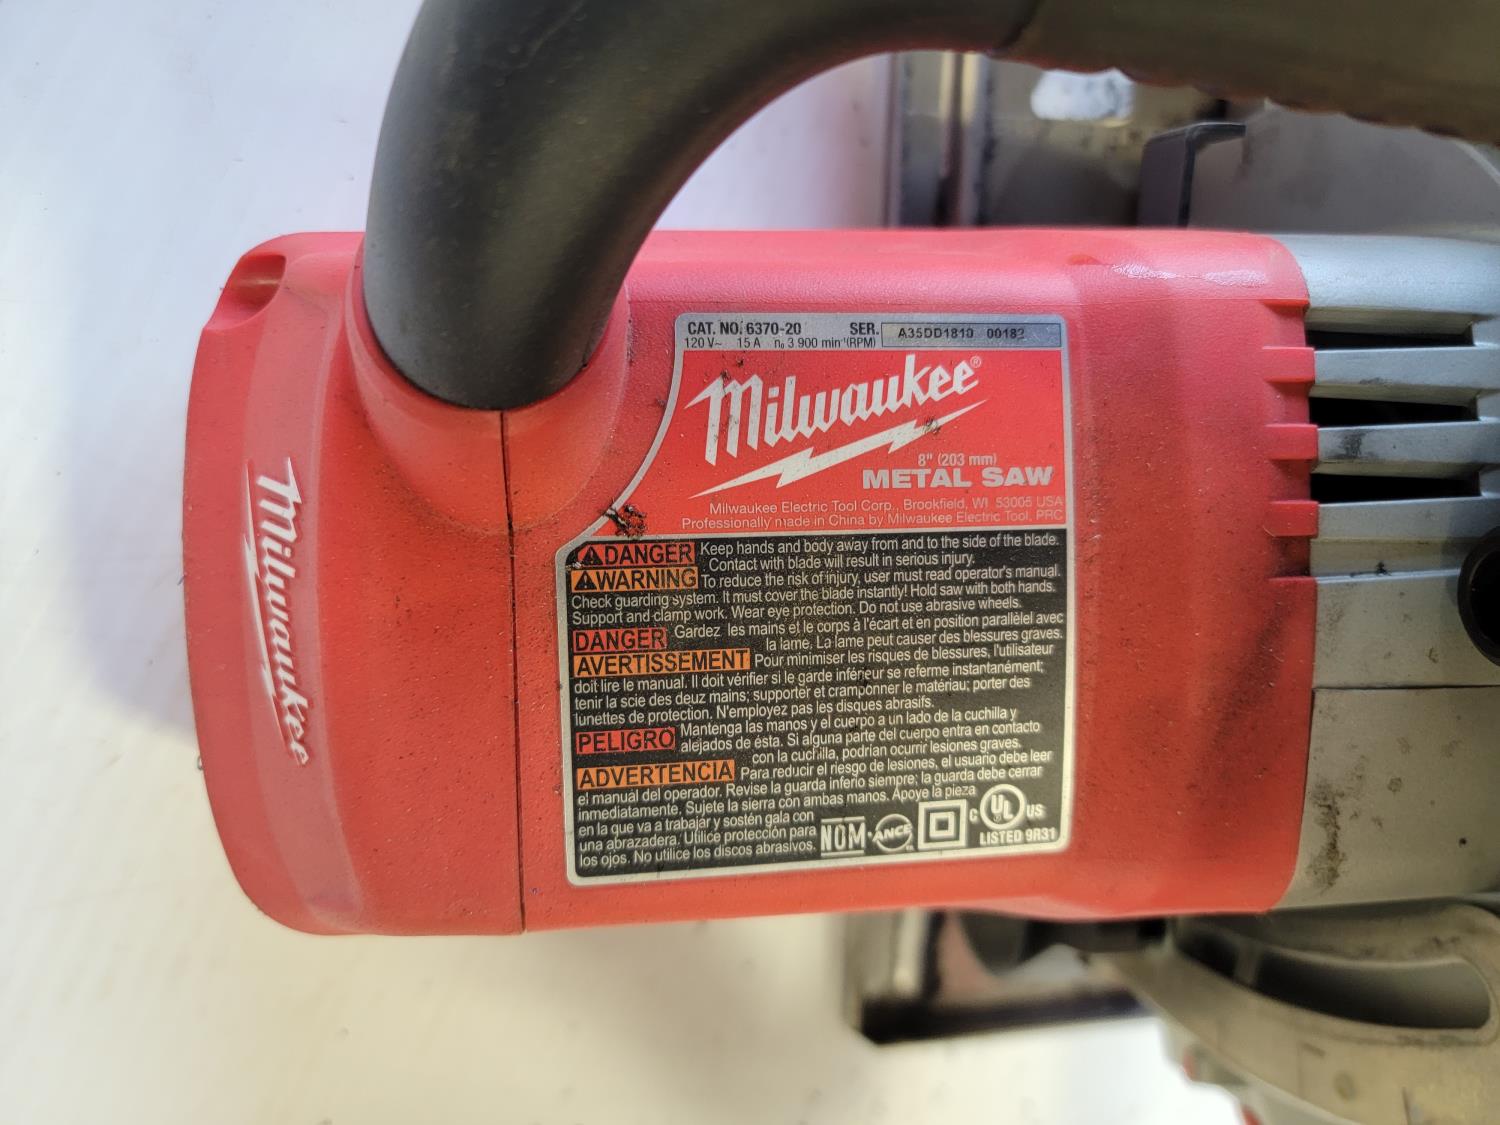 CAT. NO. 6370-20 SER. A35DD1810 00182
120 V~ 15 A n₀ 3 900 min⁻¹(RPM)
Milwaukee®
8" (203 mm)
METAL SAW
Milwaukee Electric Tool Corp., Brookfield, WI 53005 USA
Professionally made in China by Milwaukee Electric Tool, PRC
DANGER Keep hands and body away from and to the side of the blade.
Contact with blade will result in serious injury.
WARNING To reduce the risk of injury, user must read operator's manual.
Check guarding system. It must cover the blade instantly! Hold saw with both hands.
Support and clamp work. Wear eye protection. Do not use abrasive wheels.
DANGER Gardez les mains et le corps à l'écart et en position parallèlel avec
la lame. La lame peut causer des blessures graves.
AVERTISSEMENT Pour minimiser les risques de blessures, l'utilisateur
doit lire le manual. Il doit vérifier si le garde inférieur se referme instantanément;
tenir la scie des deux mains; supporter et cramponner le matériau; porter des
lunettes de protection. N'employez pas les disques abrasifs.
PELIGRO Mantenga las manos y el cuerpo a un lado de la cuchilla y
alejados de ésta. Si alguna parte del cuerpo entra en contacto
con la cuchilla, podrían ocurrir lesiones graves.
ADVERTENCIA Para reducir el riesgo de lesiones, el usuario debe leer
el manual del operador. Revise la guarda inferio siempre; la guarda debe cerrar
inmediatamente. Sujete la sierra con ambas manos. Apoye la pieza
en la que va a trabajar y sostén gala con
una abrazadera. Utilice protección para
los ojos. No utilice los discos abrasivos.
NOM-ANCE
C UL US
LISTED 9R31
Milwaukee